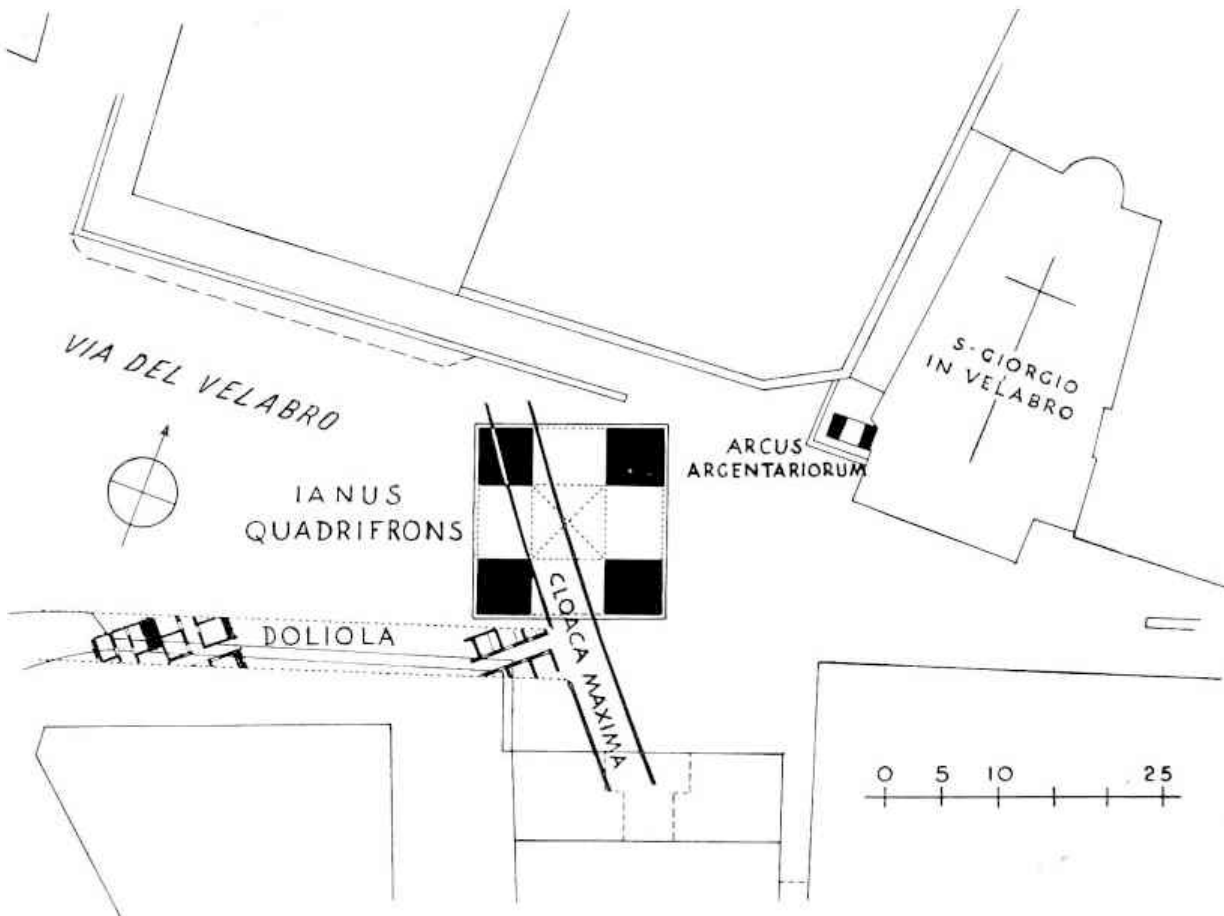 VIA DEL VELABRO
S-GIORGIO
IN VELABRO
ARCUS
ARGENTARIORUM
IANUS
QUADRIFRONS
CLOACA MAXIMA
DOLIOLA
0 5 10 25